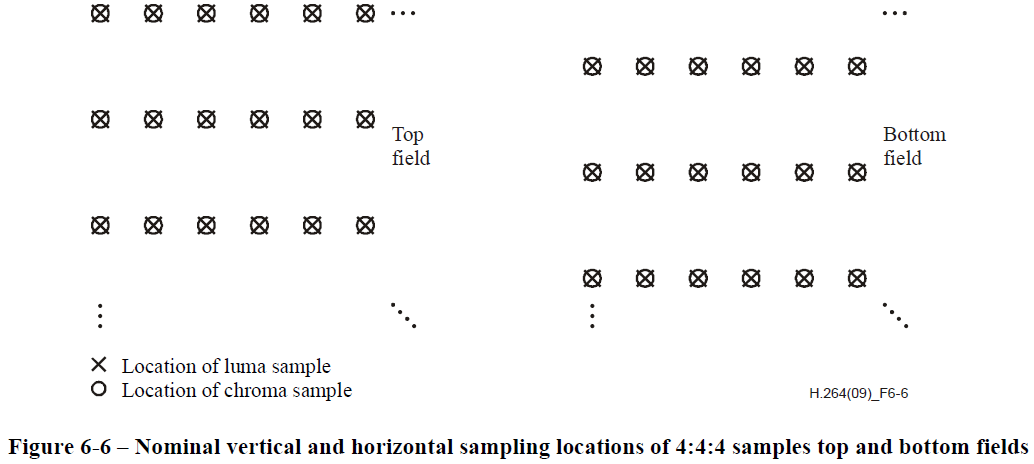 Top
field
Bottom
field
Location of luma sample
Location of chroma sample
H.264(09)_F6-6
Figure 6-6 – Nominal vertical and horizontal sampling locations of 4:4:4 samples top and bottom fields